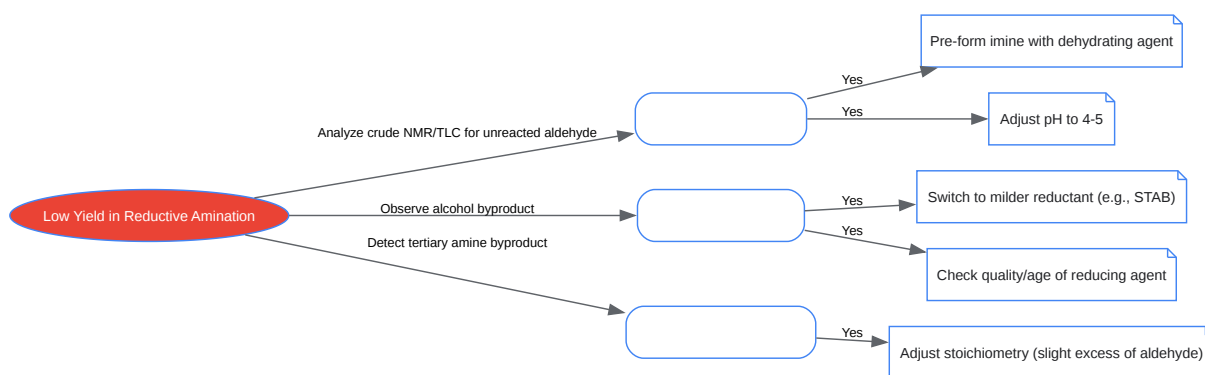 Pre-form imine with dehydrating agent
Yes
Yes
Adjust pH to 4-5
Analyze crude NMR/TLC for unreacted aldehyde
Switch to milder reductant (e.g., STAB)
Yes
Low Yield in Reductive Amination
Observe alcohol byproduct
Yes
Detect tertiary amine byproduct
Check quality/age of reducing agent
Yes
Adjust stoichiometry (slight excess of aldehyde)